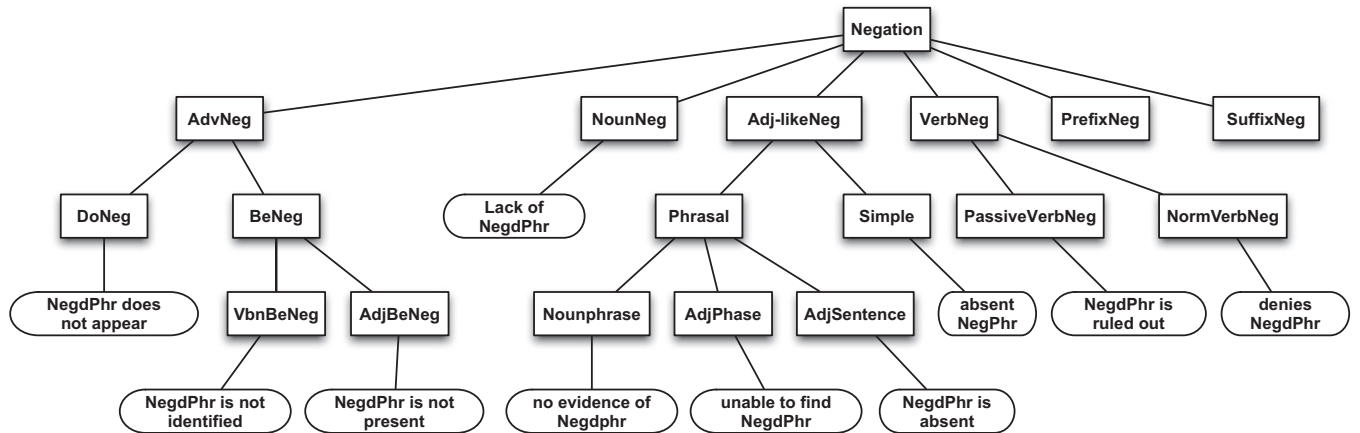 Negation
AdvNeg
NounNeg
Adj-likeNeg
VerbNeg
PrefixNeg
SuffixNeg
DoNeg
BeNeg
Lack of
NegdPhr
Phrasal
Simple
PassiveVerbNeg
NormVerbNeg
NegdPhr does
not appear
VbnBeNeg
AdjBeNeg
Nounphrase
AdjPhase
AdjSentence
absent
NegPhr
NegdPhr is
ruled out
denies
NegdPhr
NegdPhr is not
identified
NegdPhr is not
present
no evidence of
Negdphr
unable to find
NegdPhr
NegdPhr is
absent